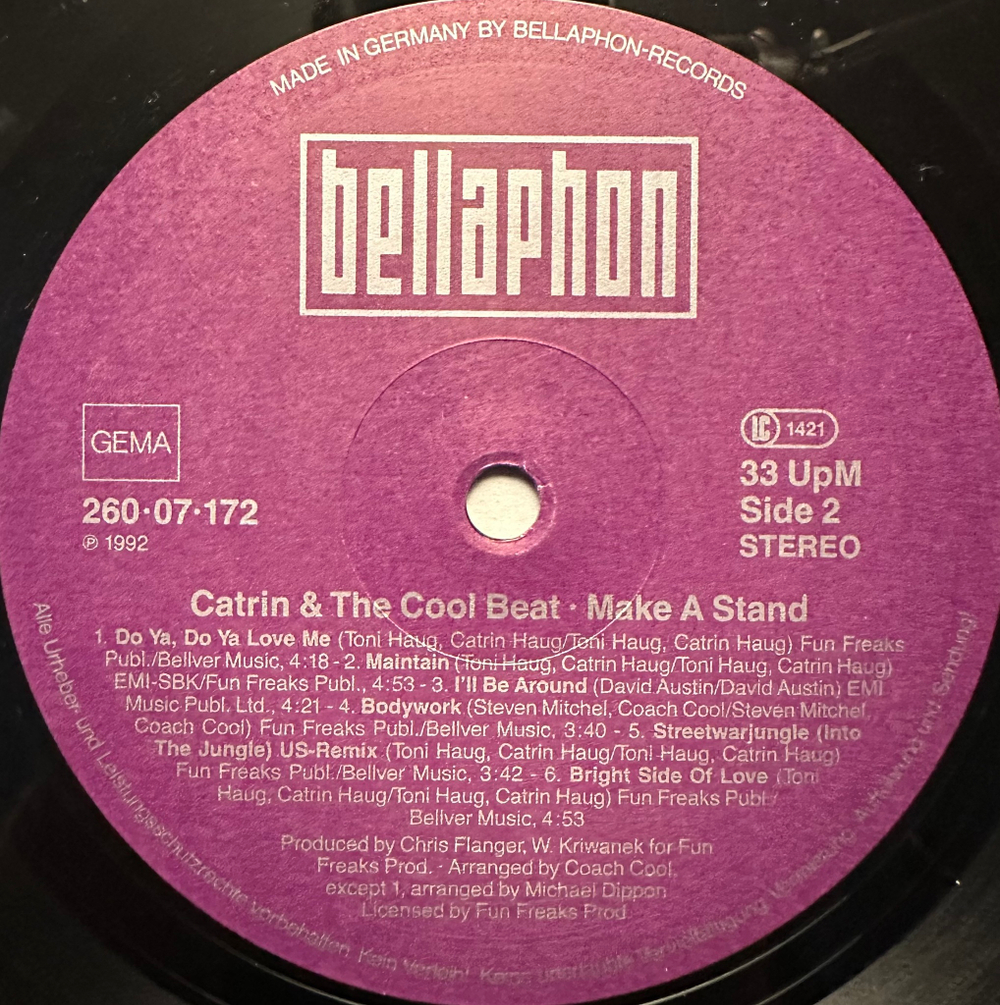 MADE IN GERMANY BY BELLAPHON-RECORDS
bellaphon
GEMA
260·07·172
℗ 1992
LC 1421
33 UpM
Side 2
STEREO
Catrin & The Cool Beat · Make A Stand
1. Do Ya, Do Ya Love Me (Toni Haug, Catrin Haug/Toni Haug, Catrin Haug) Fun Freaks
Publ./Bellver Music, 4:18 - 2. Maintain (Toni Haug, Catrin Haug/Toni Haug, Catrin Haug)
EMI-SBK/Fun Freaks Publ., 4:53 - 3. I'll Be Around (David Austin/David Austin) EMI
Music Publ. Ltd., 4:21 - 4. Bodywork (Steven Mitchel, Coach Cool/Steven Mitchel,
Coach Cool) Fun Freaks Publ./Bellver Music, 3:40 - 5. Streetwarjungle (Into
The Jungle) US-Remix (Toni Haug, Catrin Haug/Toni Haug, Catrin Haug)
Fun Freaks Publ./Bellver Music, 3:42 - 6. Bright Side Of Love (Toni
Haug, Catrin Haug/Toni Haug, Catrin Haug) Fun Freaks Publ./
Bellver Music, 4:53
Produced by Chris Flanger, W. Kriwanek for Fun
Freaks Prod. - Arranged by Coach Cool,
except 1, arranged by Michael Dippon
Licensed by Fun Freaks Prod.
Alle Urheber- und Leistungsschutzrechte vorbehalten. Kein Verleih! Keine unerlaubte Vervielfältigung, Vermietung, Aufführung und Sendung!